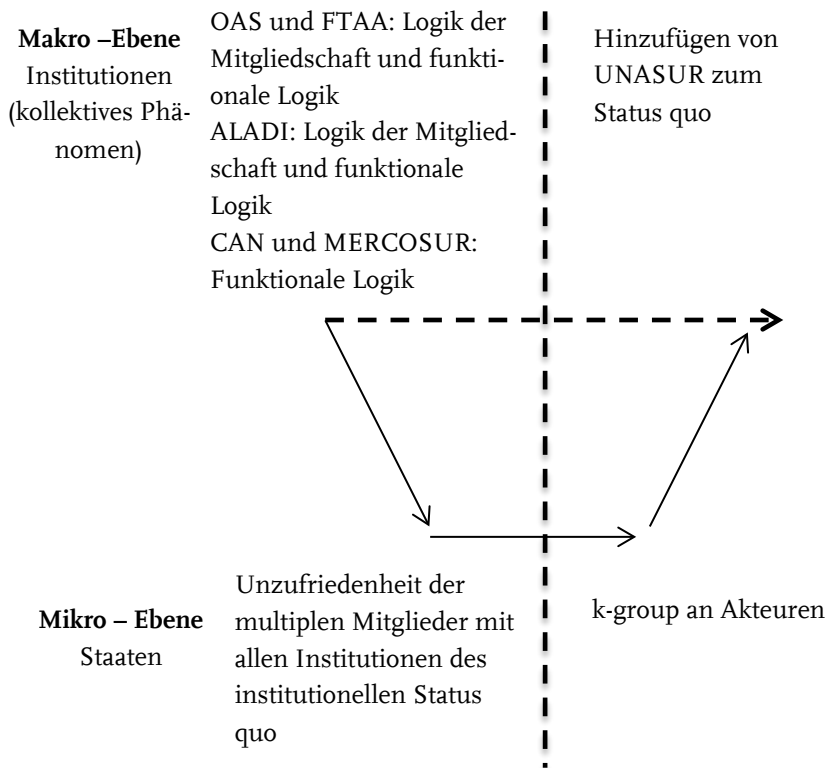 Makro –Ebene
Institutionen
(kollektives Phä-
nomen)
OAS und FTAA: Logik der
Mitgliedschaft und funkti-
onale Logik
ALADI: Logik der Mitglied-
schaft und funktionale
Logik
CAN und MERCOSUR:
Funktionale Logik
Hinzufügen von
UNASUR zum
Status quo
Mikro – Ebene
Staaten
Unzufriedenheit der
multiplen Mitglieder mit
allen Institutionen des
institutionellen Status
quo
k-group an Akteuren